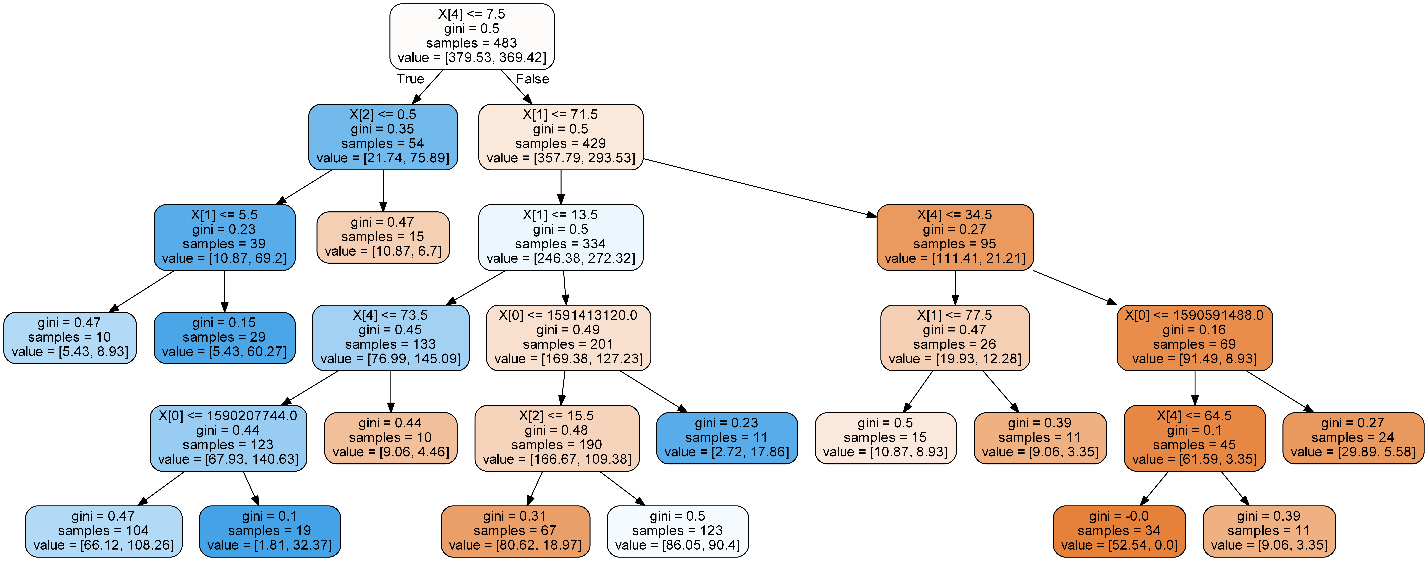 X[4] <= 7.5
gini = 0.5
samples = 483
value = [379.53, 369.42]
True
False
X[2] <= 0.5
gini = 0.35
samples = 54
value = [21.74, 75.89]
X[1] <= 71.5
gini = 0.5
samples = 429
value = [357.79, 293.53]
X[1] <= 5.5
gini = 0.23
samples = 39
value = [10.87, 69.2]
gini = 0.47
samples = 15
value = [10.87, 6.7]
X[1] <= 13.5
gini = 0.5
samples = 334
value = [246.38, 272.32]
X[4] <= 34.5
gini = 0.27
samples = 95
value = [111.41, 21.21]
gini = 0.47
samples = 10
value = [5.43, 8.93]
gini = 0.15
samples = 29
value = [5.43, 60.27]
X[4] <= 73.5
gini = 0.45
samples = 133
value = [76.99, 145.09]
X[0] <= 1591413120.0
gini = 0.49
samples = 201
value = [169.38, 127.23]
X[1] <= 77.5
gini = 0.47
samples = 26
value = [19.93, 12.28]
X[0] <= 1590591488.0
gini = 0.16
samples = 69
value = [91.49, 8.93]
X[0] <= 1590207744.0
gini = 0.44
samples = 123
value = [67.93, 140.63]
gini = 0.44
samples = 10
value = [9.06, 4.46]
X[2] <= 15.5
gini = 0.48
samples = 190
value = [166.67, 109.38]
gini = 0.23
samples = 11
value = [2.72, 17.86]
gini = 0.5
samples = 15
value = [10.87, 8.93]
gini = 0.39
samples = 11
value = [9.06, 3.35]
X[4] <= 64.5
gini = 0.1
samples = 45
value = [61.59, 3.35]
gini = 0.27
samples = 24
value = [29.89, 5.58]
gini = 0.47
samples = 104
value = [66.12, 108.26]
gini = 0.1
samples = 19
value = [1.81, 32.37]
gini = 0.31
samples = 67
value = [80.62, 18.97]
gini = 0.5
samples = 123
value = [86.05, 90.4]
gini = -0.0
samples = 34
value = [52.54, 0.0]
gini = 0.39
samples = 11
value = [9.06, 3.35]